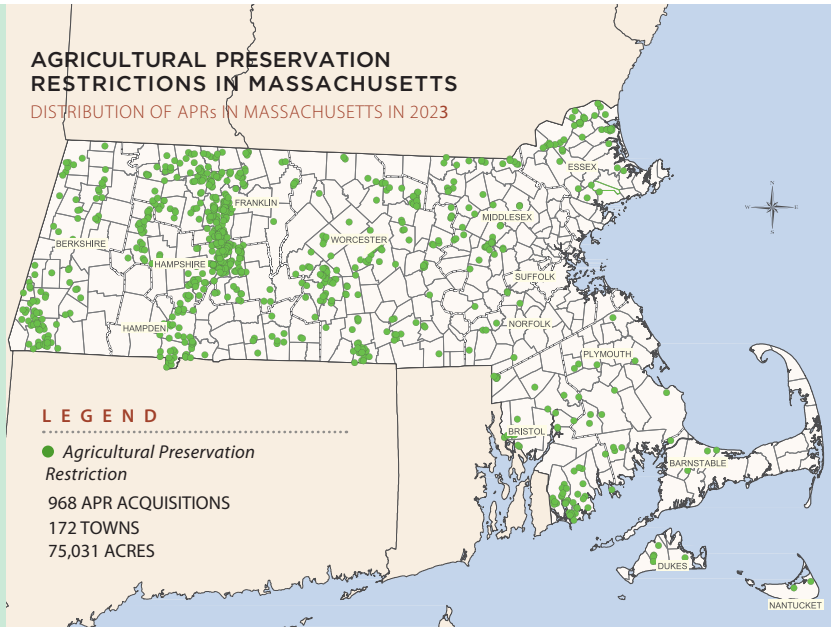 AGRICULTURAL PRESERVATION
RESTRICTIONS IN MASSACHUSETTS
DISTRIBUTION OF APRs IN MASSACHUSETTS IN 2023
ESSEX
FRANKLIN
MIDDLESEX
N
W E
S
BERKSHIRE
WORCESTER
HAMPSHIRE
SUFFOLK
HAMPDEN
NORFOLK
PLYMOUTH
BRISTOL
BARNSTABLE
DUKES
NANTUCKET
LEGEND
Agricultural Preservation
Restriction
968 APR ACQUISITIONS
172 TOWNS
75,031 ACRES